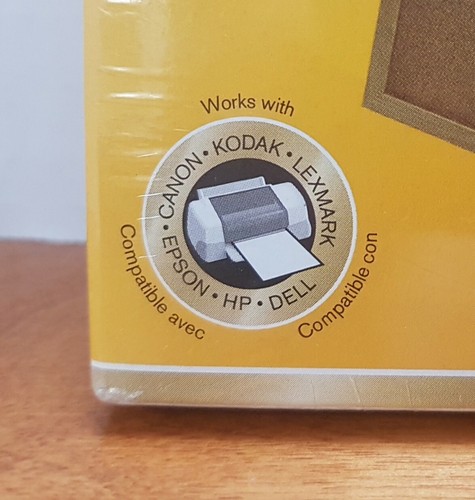 Works with
CANON • KODAK • LEXMARK
• EPSON • HP • DELL
Compatible avec
Compatible con